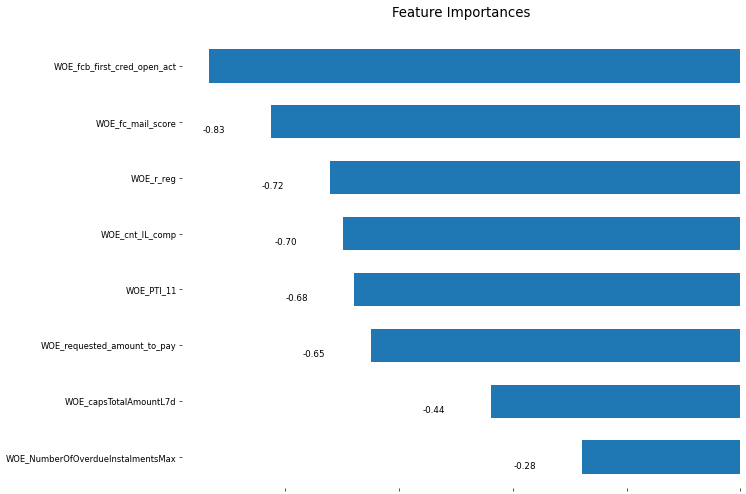 Feature Importances
WOE_fcb_first_cred_open_act
WOE_fc_mail_score
-0.83
WOE_r_reg
-0.72
WOE_cnt_IL_comp
-0.70
WOE_PTI_11
-0.68
WOE_requested_amount_to_pay
-0.65
WOE_capsTotalAmountL7d
-0.44
WOE_NumberOfOverdueInstalmentsMax
-0.28